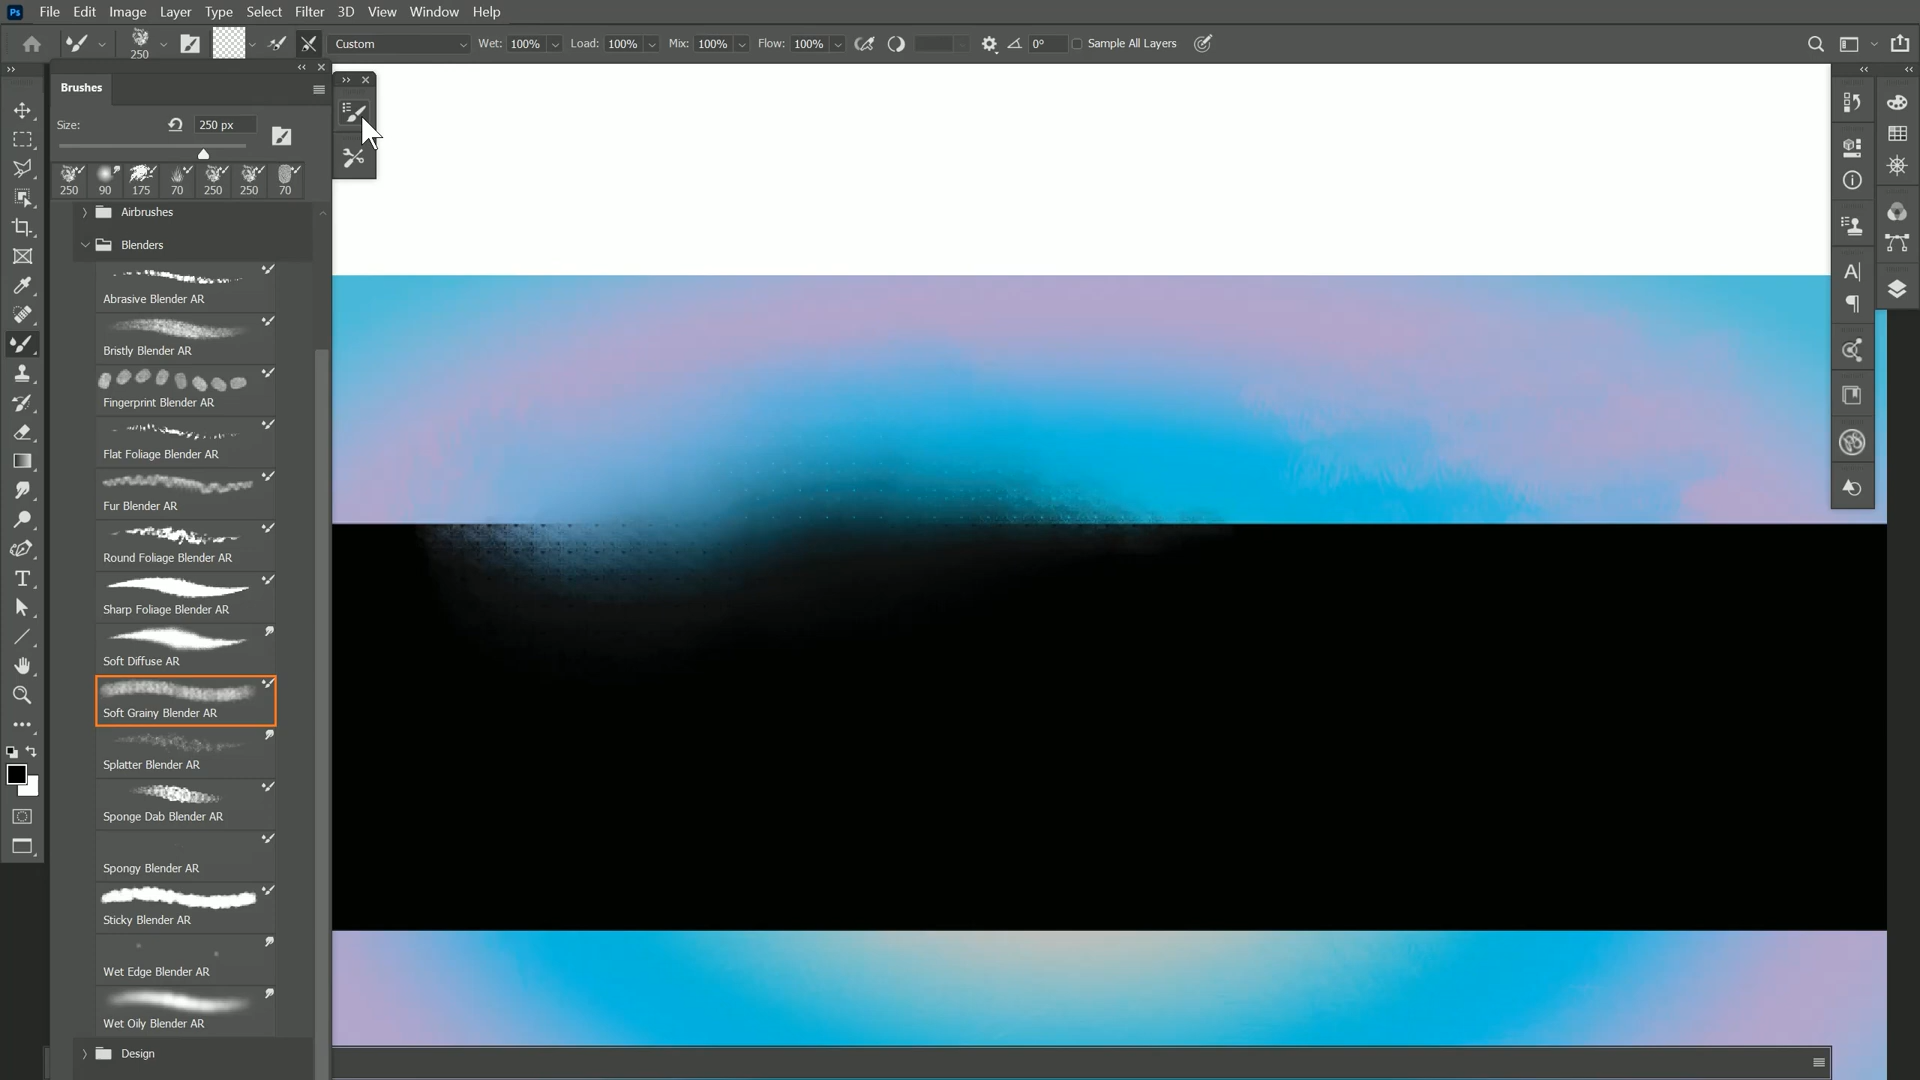 Ps File Edit Image Layer Type Select Filter 3D View Window Help
250 Custom Wet: 100% Load: 100% Mix: 100% Flow: 100% 0° Sample All Layers
Brushes
Size: 250 px
250 90 175 70 250 250 70
Airbrushes
Blenders
Abrasive Blender AR
Bristly Blender AR
Fingerprint Blender AR
Flat Foliage Blender AR
Fur Blender AR
Round Foliage Blender AR
Sharp Foliage Blender AR
Soft Diffuse AR
Soft Grainy Blender AR
Splatter Blender AR
Sponge Dab Blender AR
Spongy Blender AR
Sticky Blender AR
Wet Edge Blender AR
Wet Oily Blender AR
Design